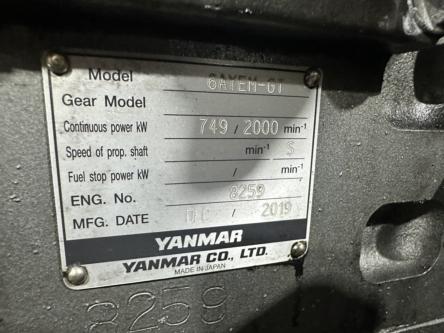 Model 6AYEM-GT
Gear Model
Continuous power kW 749 / 2000 min-1
Speed of prop. shaft min-1 S
Fuel stop power kW / min-1
ENG. No. 8259
MFG. DATE / 2019
YANMAR
YANMAR CO., LTD.
MADE IN JAPAN
8259